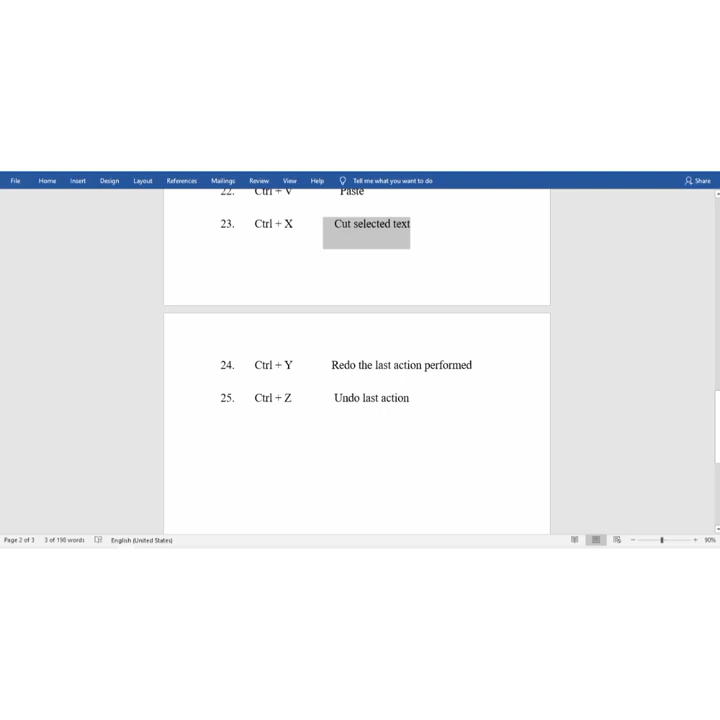 File Home Insert Design Layout References Mailings Review View Help Tell me what you want to do Share
22. Ctrl + V Paste
23. Ctrl + X Cut selected text
24. Ctrl + Y Redo the last action performed
25. Ctrl + Z Undo last action
Page 2 of 3 3 of 198 words English (United States) 90%